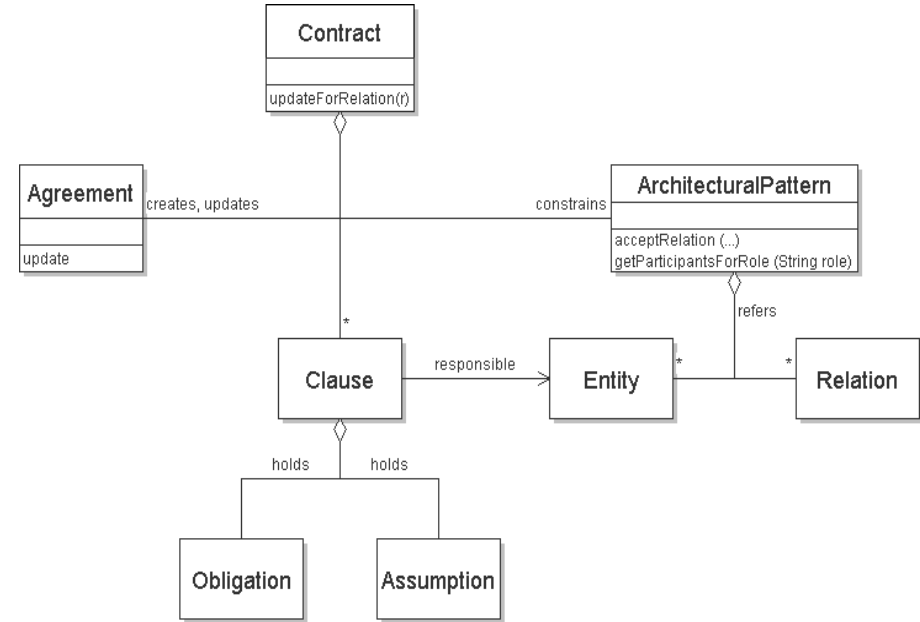 Contract
updateForRelation(r)
Agreement
update
creates, updates
constrains
ArchitecturalPattern
acceptRelation (...)
getParticipantsForRole (String role)
refers
*
Clause
responsible
Entity
*
*
Relation
holds
holds
Obligation
Assumption